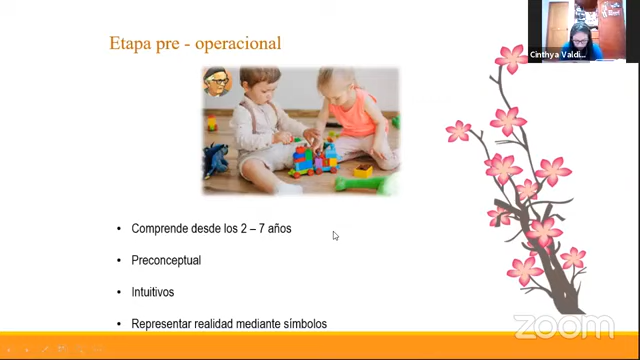 Etapa pre - operacional
Cinthya Valdi...
• Comprende desde los 2 – 7 años
• Preconceptual
• Intuitivos
• Representar realidad mediante símbolos
zoom